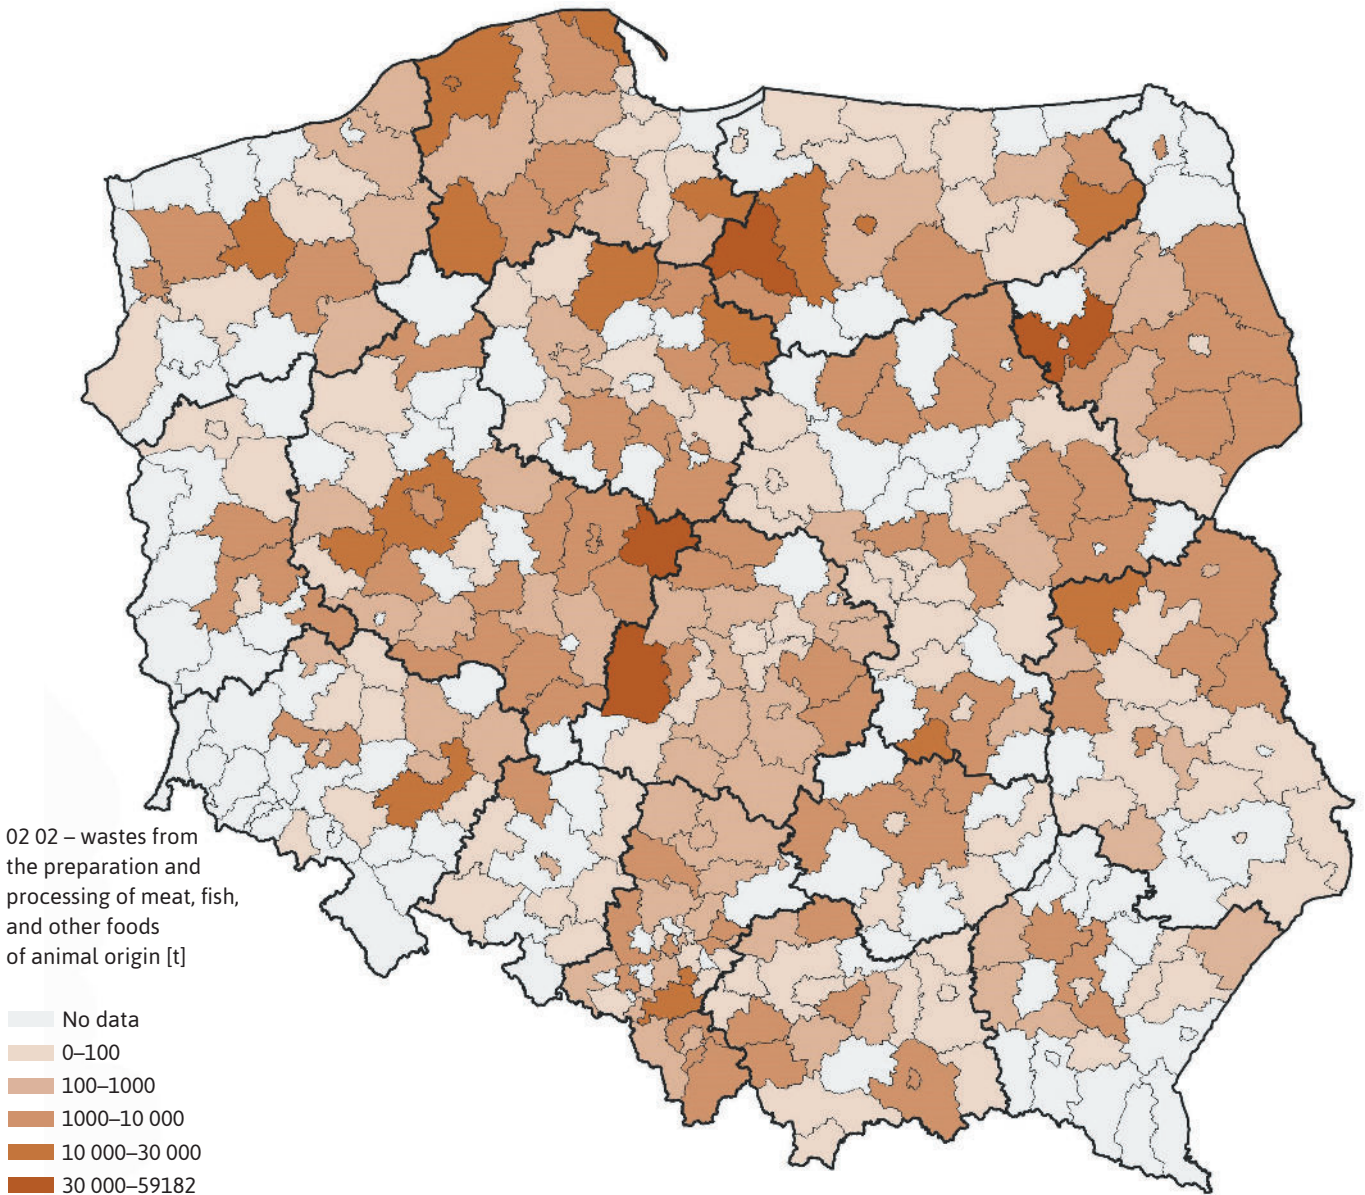 02 02 – wastes from
the preparation and
processing of meat, fish,
and other foods
of animal origin [t]
No data
0–100
100–1000
1000–10 000
10 000–30 000
30 000–59182